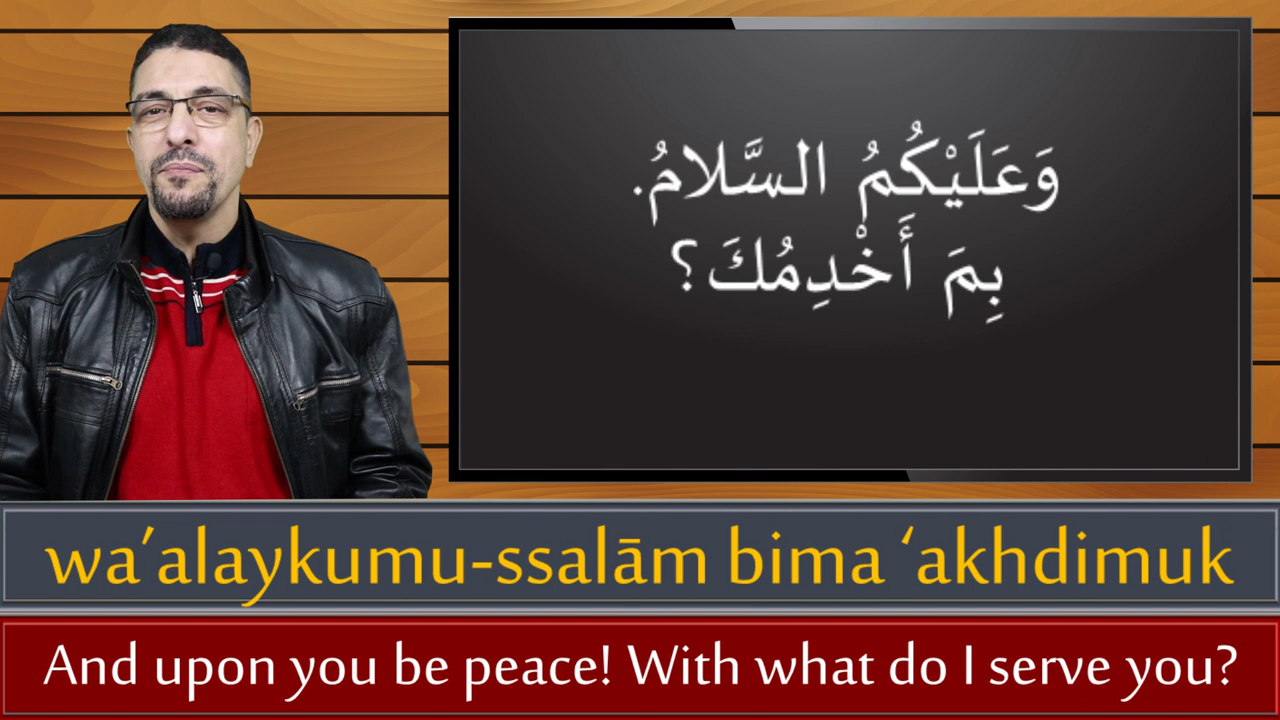 وَعَلَيْكُمُ السَّلامُ.
بِمَ أَخْدِمُكَ؟
wa’alaykumu-ssalām bima ‘akhdimuk
And upon you be peace! With what do I serve you?